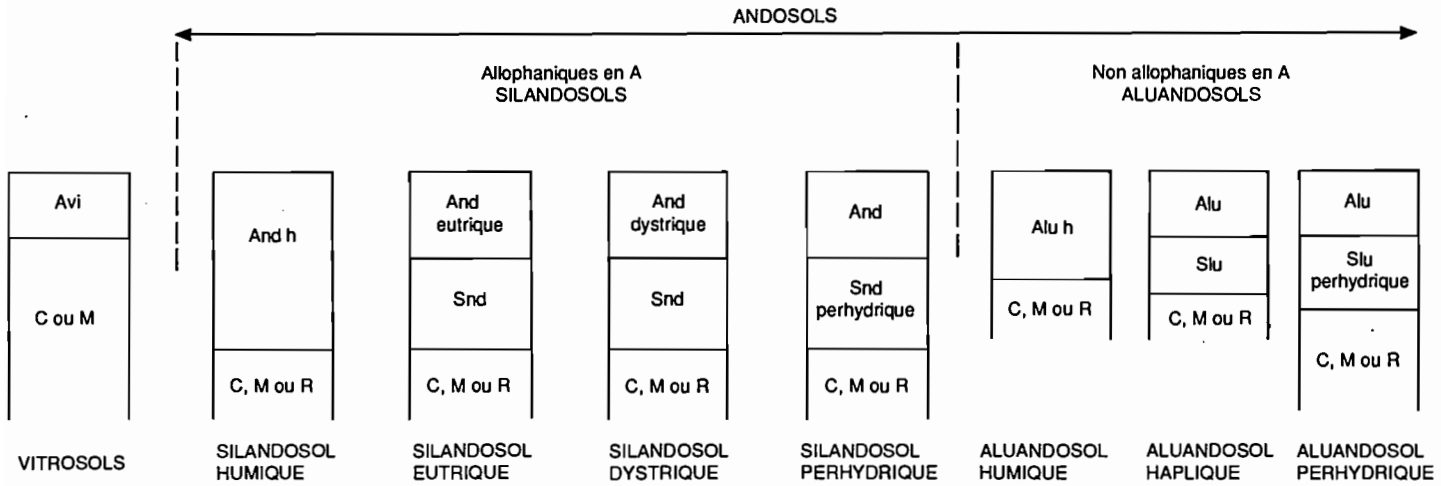 ANDOSOLS
Allophaniques en A
SILANDOSOLS
Non allophaniques en A
ALUANDOSOLS
Avi
C ou M
VITROSOLS
And h
C, M ou R
SILANDOSOL
HUMIQUE
And
eutrique
Snd
C, M ou R
SILANDOSOL
EUTRIQUE
And
dystrique
Snd
C, M ou R
SILANDOSOL
DYSTRIQUE
And
Snd
perhydrique
C, M ou R
SILANDOSOL
PERHYDRIQUE
Alu h
C, M ou R
ALUANDOSOL
HUMIQUE
Alu
Slu
C, M ou R
ALUANDOSOL
HAPLIQUE
Alu
Slu
perhydrique
C, M ou R
ALUANDOSOL
PERHYDRIQUE